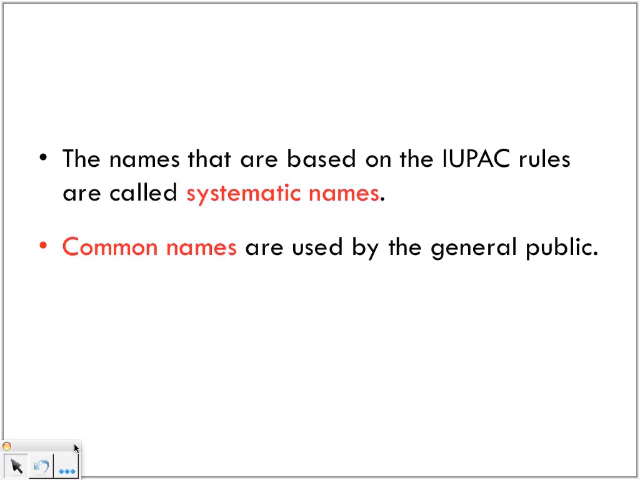 • The names that are based on the IUPAC rules
are called systematic names.
• Common names are used by the general public.